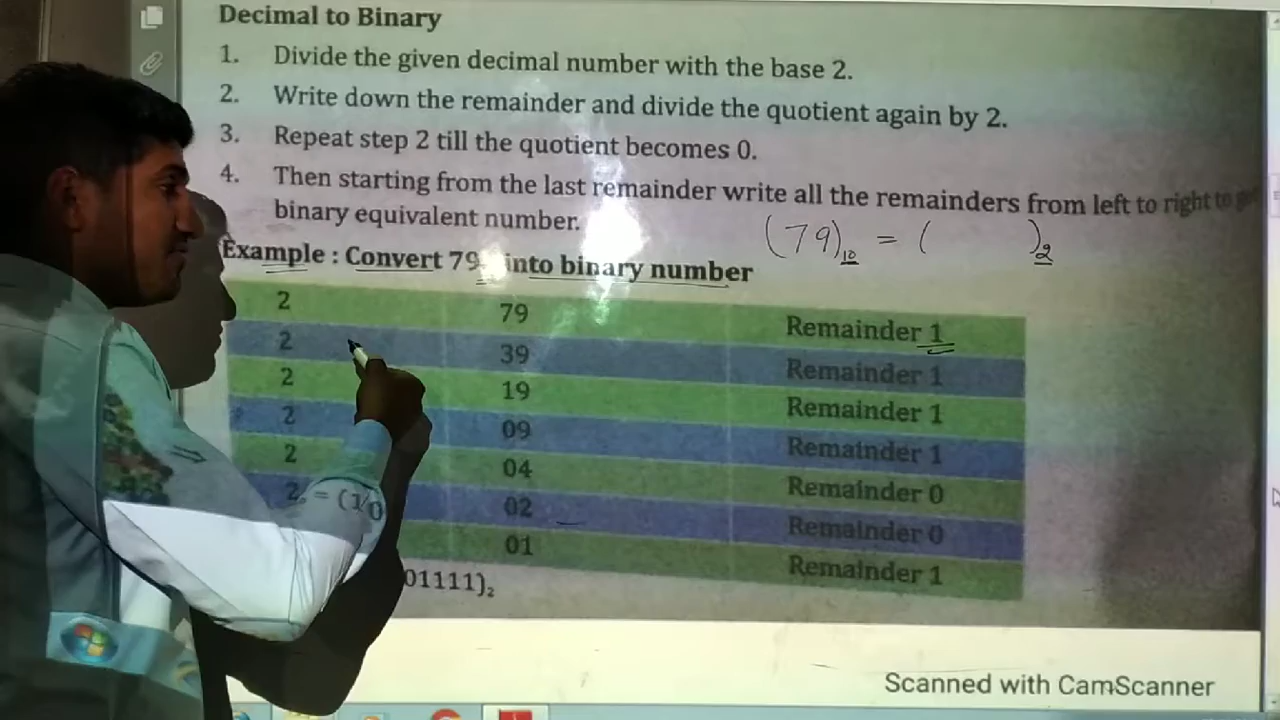 Decimal to Binary
1. Divide the given decimal number with the base 2.
2. Write down the remainder and divide the quotient again by 2.
3. Repeat step 2 till the quotient becomes 0.
4. Then starting from the last remainder write all the remainders from left to right to
binary equivalent number.
(79)₁₀ = ( )₂
Example : Convert 79 into binary number
2 79 Remainder 1
2 39 Remainder 1
2 19 Remainder 1
2 09 Remainder 1
2 04 Remainder 0
2 02 Remainder 0
01 Remainder 1
= (10
01111)₂
Scanned with CamScanner